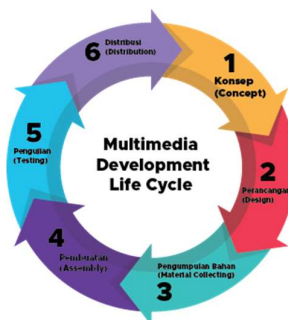 1
Konsep
(Concept)
2
Perancangan
(Design)
Pengumpulan Bahan
(Material Collecting)
3
4
Pembuatan
(Assembly)
5
Pengujian
(Testing)
6
Distribusi
(Distribution)
Multimedia
Development
Life Cycle